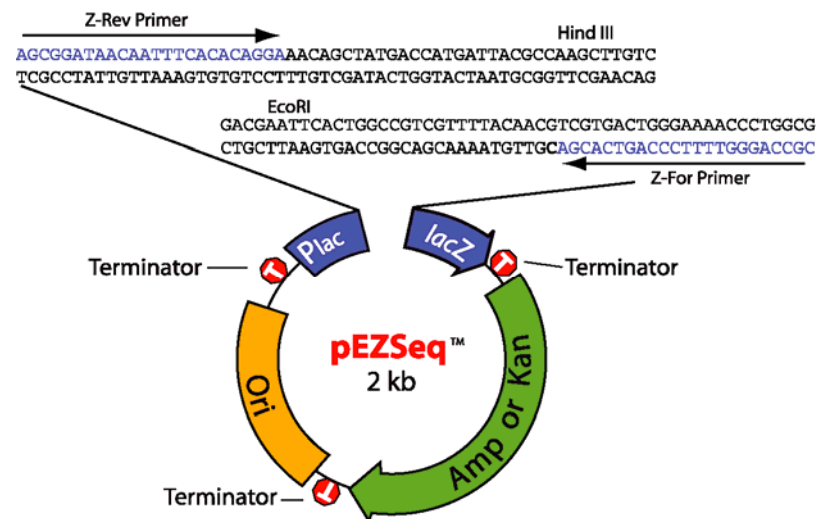 Z-Rev Primer
Hind III
AGCGGATAACAATTTCACACAGGAAACAGCTATGACCATGATTACGCCAAGCTTGTC
TCGCCTATTGTTAAAGTGTGTCCTTTGTCGATACTGGTACTAATGCGGTTCGAACAG
EcoRI
GACGAATTCACTGGCCGTCGTTTTACAACGTCGTGACTGGGAAAACCCTGGCG
CTGCTTAAGTGACCGGCAGCAAAATGTTGCAGCACTGACCCTTTTGGGACCGC
Z-For Primer
Plac
lacZ
Terminator
T
T
Terminator
pEZSeq™
2 kb
Ori
Amp or Kan
Terminator
T